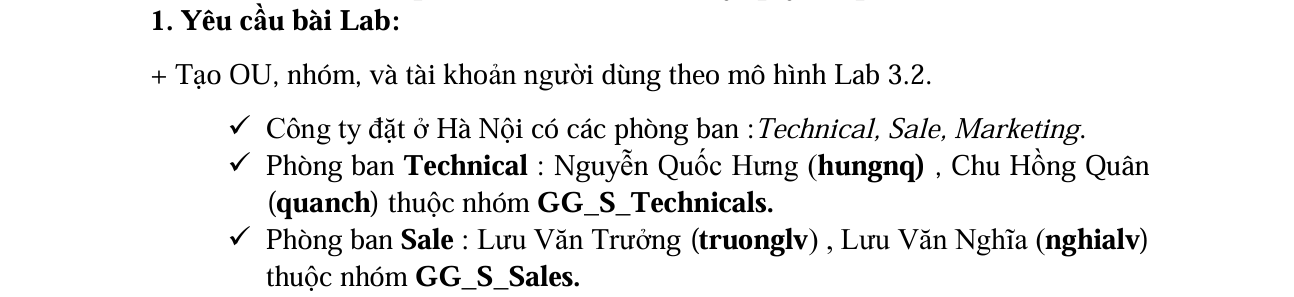 1. Yêu cầu bài Lab:
+ Tạo OU, nhóm, và tài khoản người dùng theo mô hình Lab 3.2.
✓ Công ty đặt ở Hà Nội có các phòng ban :Technical, Sale, Marketing.
✓ Phòng ban Technical : Nguyễn Quốc Hưng (hungnq) , Chu Hồng Quân
(quanch) thuộc nhóm GG_S_Technicals.
✓ Phòng ban Sale : Lưu Văn Trưởng (truonglv) , Lưu Văn Nghĩa (nghialv)
thuộc nhóm GG_S_Sales.